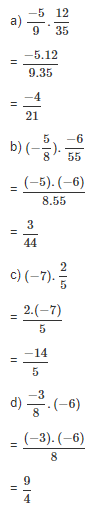 a) −5/9 . 12/35
= −5.12/9.35
= −4/21
b) (−5/8). −6/55
= (−5).(−6)/8.55
= 3/44
c) (−7). 2/5
= 2.(−7)/5
= −14/5
d) −3/8 .(−6)
= (−3).(−6)/8
= 9/4